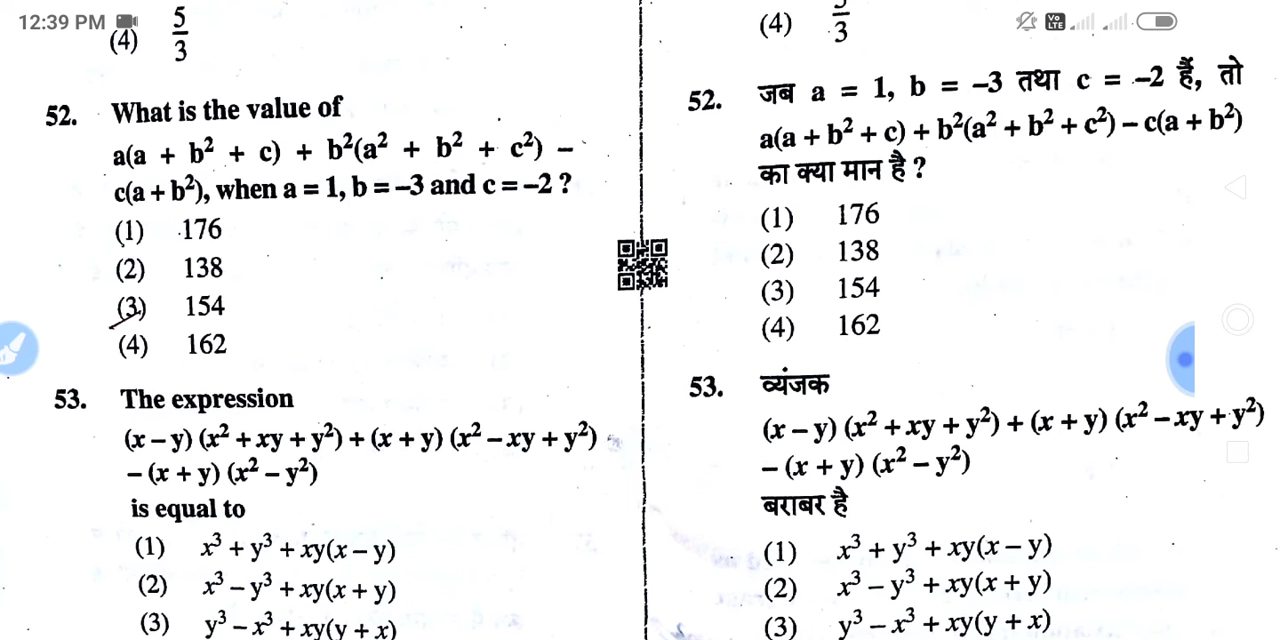 12:39 PM
(4) 5/3
52. What is the value of
a(a + b² + c) + b²(a² + b² + c²) –
c(a + b²), when a = 1, b = –3 and c = –2 ?
(1) 176
(2) 138
(3) 154
(4) 162
53. The expression
(x – y) (x² + xy + y²) + (x + y) (x² – xy + y²)
– (x + y) (x² – y²)
is equal to
(1) x³ + y³ + xy(x – y)
(2) x³ – y³ + xy(x + y)
(3) y³ – x³ + xy(y + x)
Vo LTE
(4) 5/3
52. जब a = 1, b = –3 तथा c = –2 हैं, तो
a(a + b² + c) + b²(a² + b² + c²) – c(a + b²)
का क्या मान है ?
(1) 176
(2) 138
(3) 154
(4) 162
53. व्यंजक
(x – y) (x² + xy + y²) + (x + y) (x² – xy + y²)
– (x + y) (x² – y²)
बराबर है
(1) x³ + y³ + xy(x – y)
(2) x³ – y³ + xy(x + y)
(3) y³ – x³ + xy(y + x)